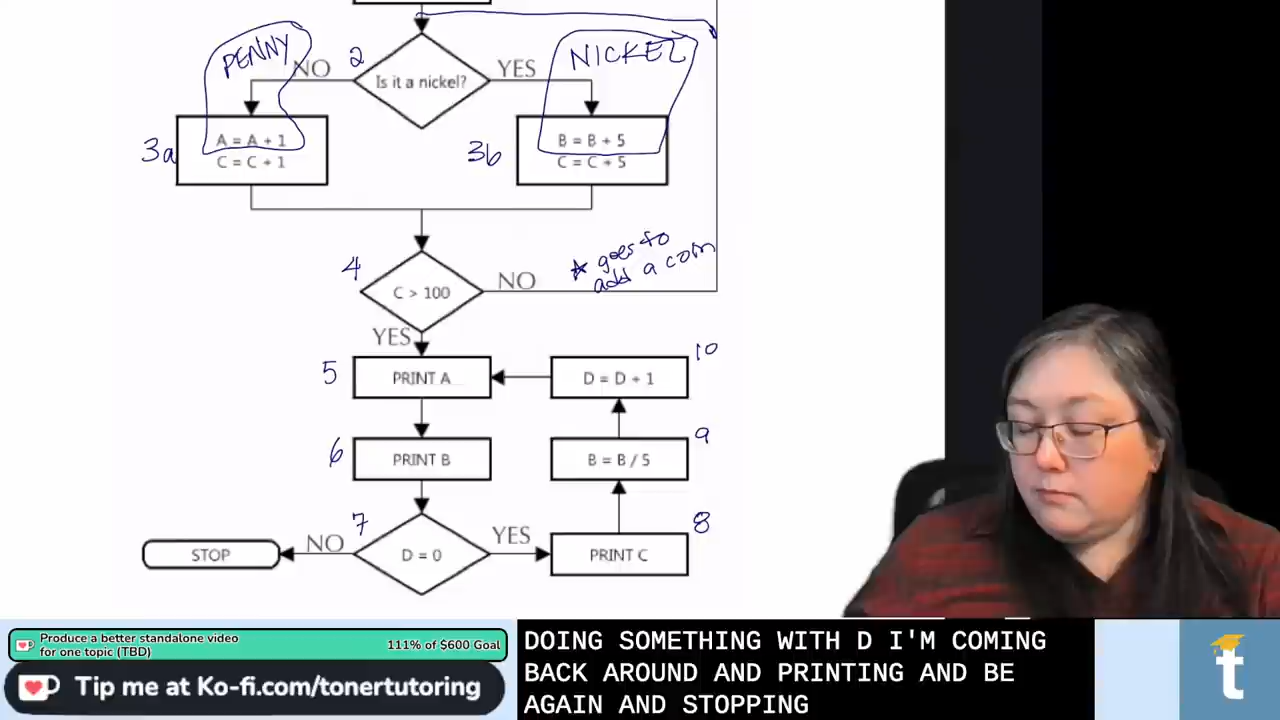 PENNY
2
NICKEL
NO
Is it a nickel?
YES
3a
A = A + 1
C = C + 1
3b
B = B + 5
C = C + 5
4
C > 100
NO
★ goes to
add a coin
YES
5
PRINT A
D = D + 1
10
6
PRINT B
B = B / 5
9
7
8
STOP
NO
D = 0
YES
PRINT C
Produce a better standalone video
for one topic (TBD)
111% of $600 Goal
Tip me at Ko-fi.com/tonertutoring
DOING SOMETHING WITH D I'M COMING
BACK AROUND AND PRINTING AND BE
AGAIN AND STOPPING
t